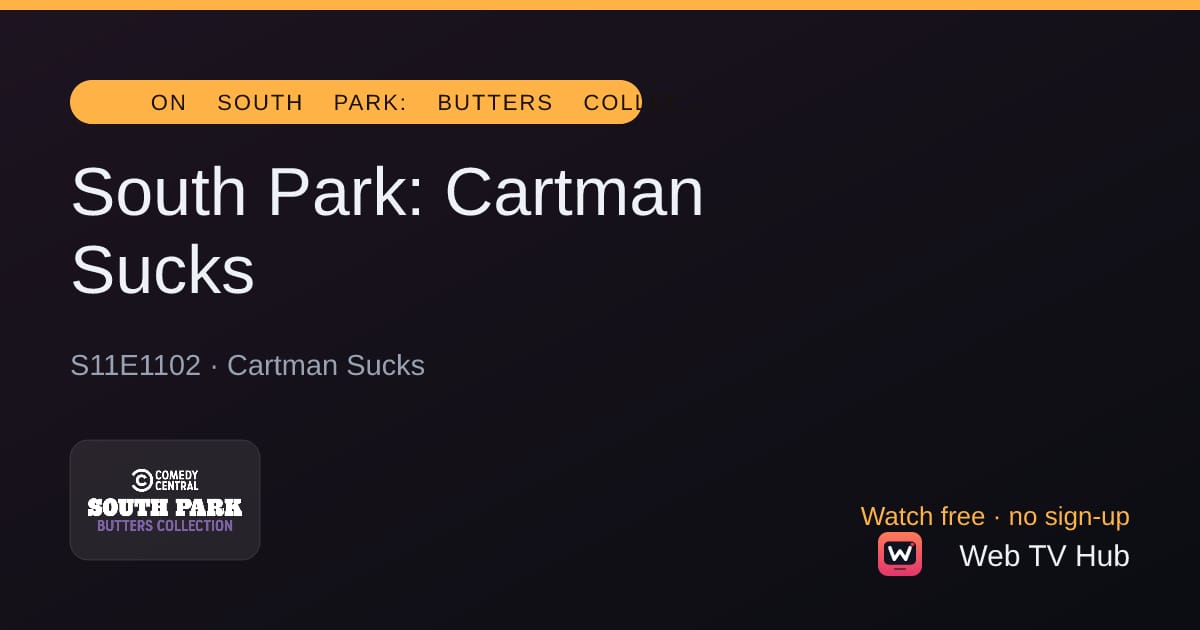 ON SOUTH PARK: BUTTERS COLL
South Park: Cartman
Sucks
S11E1102 · Cartman Sucks
COMEDY
CENTRAL
SOUTH PARK
BUTTERS COLLECTION
Watch free · no sign-up
Web TV Hub